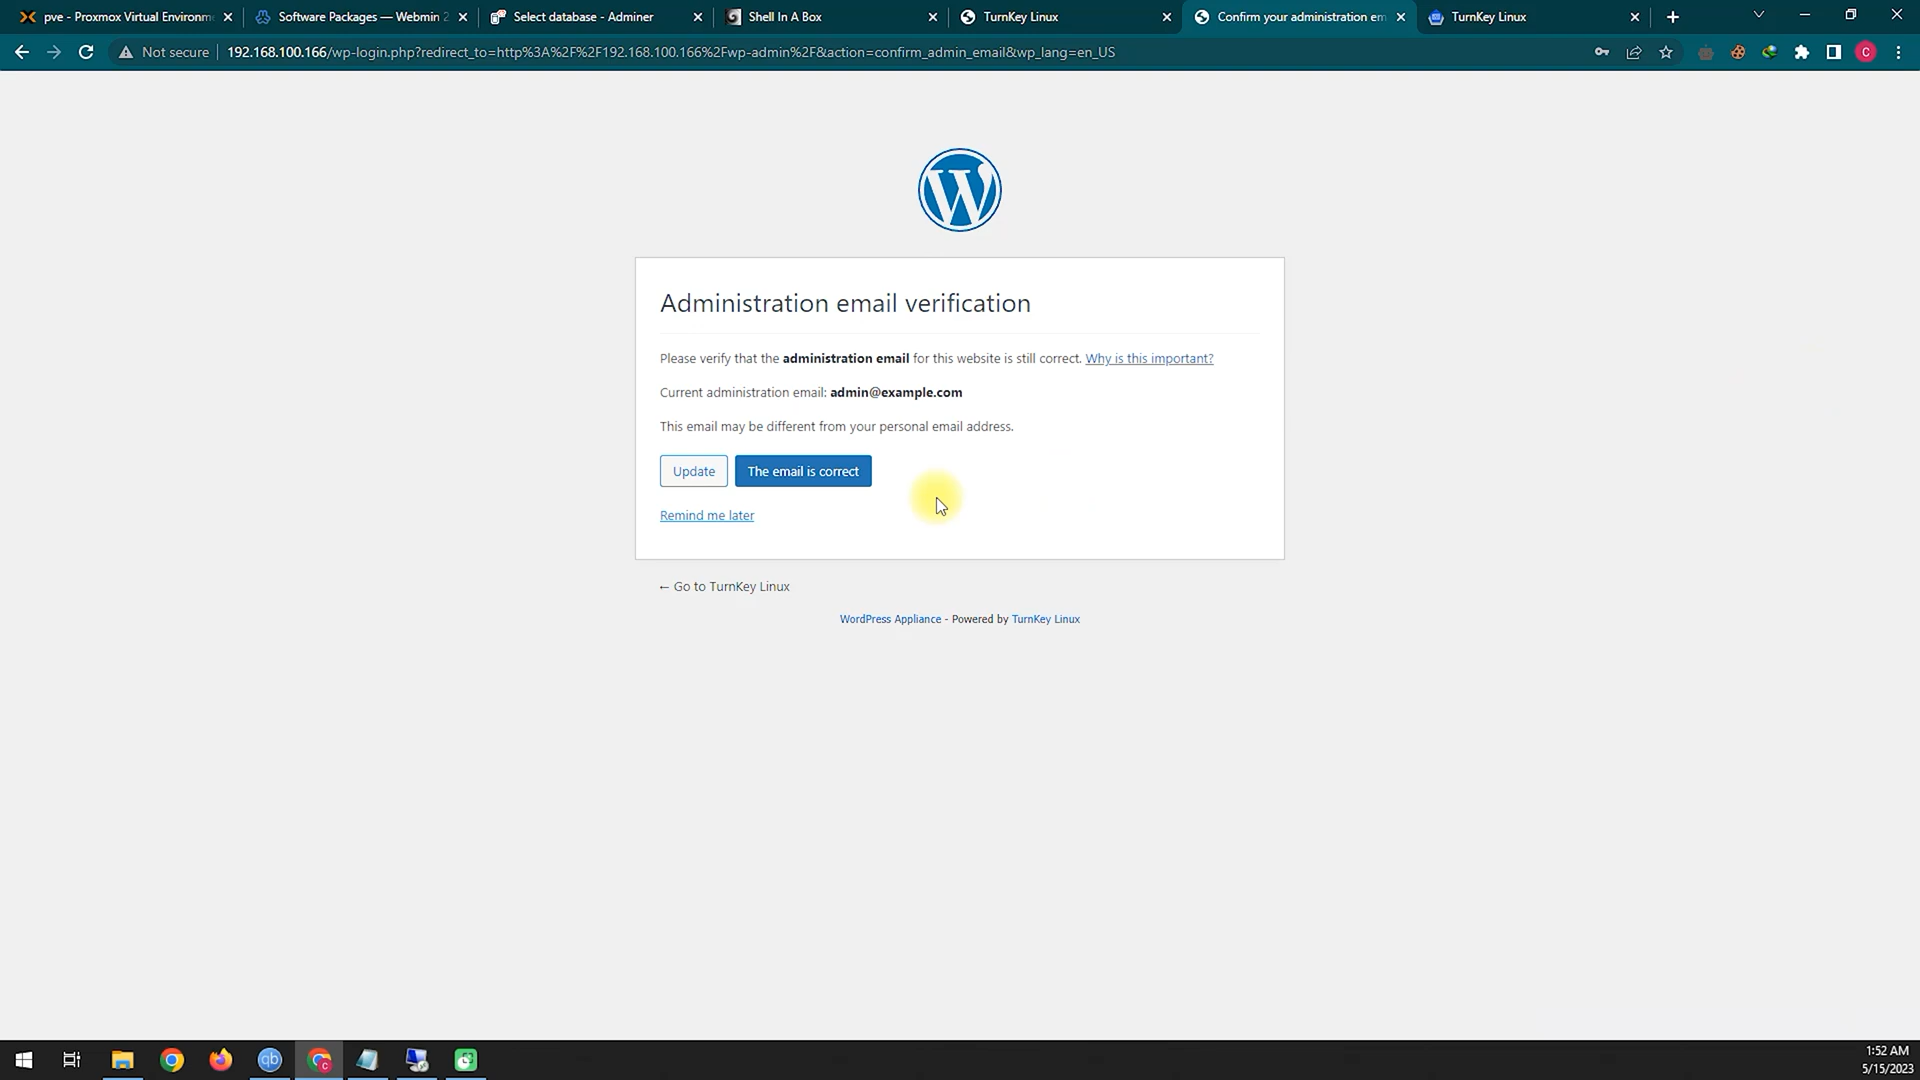 pve - Proxmox Virtual Environm
Software Packages — Webmin 2
Select database - Adminer
Shell In A Box
TurnKey Linux
Confirm your administration em
TurnKey Linux
Not secure
192.168.100.166/wp-login.php?redirect_to=http%3A%2F%2F192.168.100.166%2Fwp-admin%2F&action=confirm_admin_email&wp_lang=en_US
C
Administration email verification
Please verify that the administration email for this website is still correct. Why is this important?
Current administration email: admin@example.com
This email may be different from your personal email address.
Update
The email is correct
Remind me later
← Go to TurnKey Linux
WordPress Appliance - Powered by TurnKey Linux
qb
1:52 AM
5/15/2023